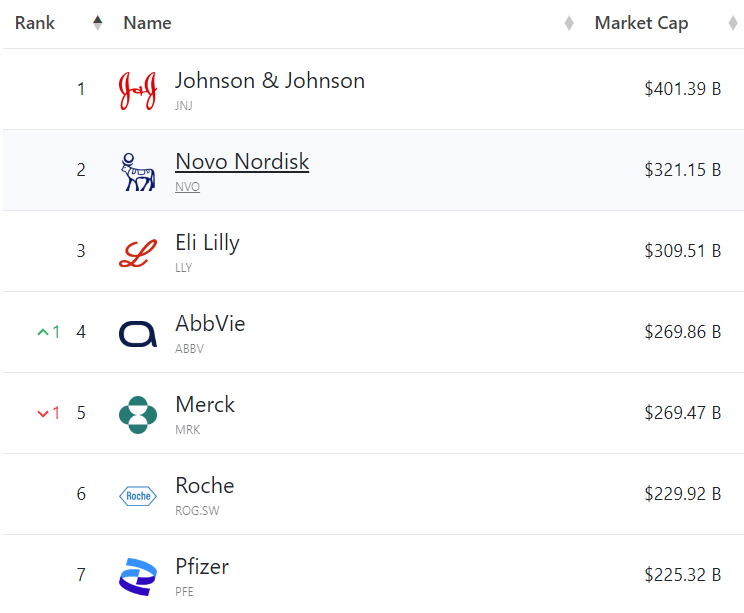 Rank Name Market Cap
1 Johnson & Johnson $401.39 B
JNJ
2 Novo Nordisk $321.15 B
NVO
3 Eli Lilly $309.51 B
LLY
1 4 AbbVie $269.86 B
ABBV
1 5 Merck $269.47 B
MRK
6 Roche Roche $229.92 B
ROG.SW
7 Pfizer $225.32 B
PFE